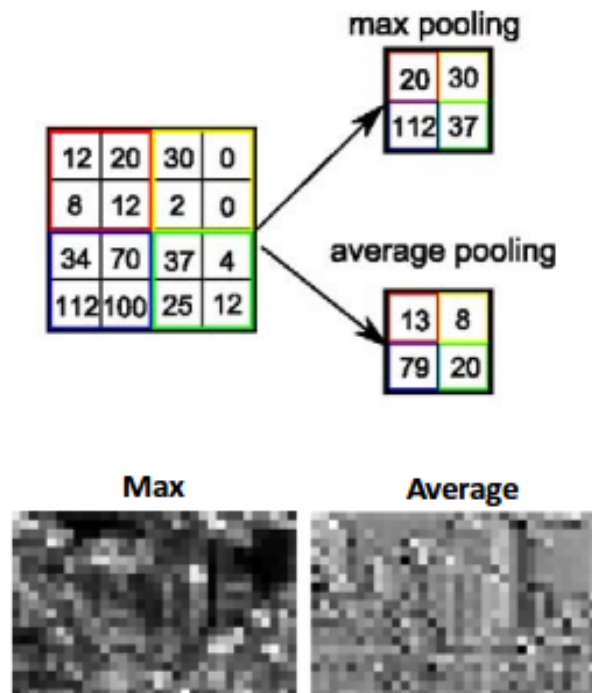 max pooling
20 30
112 37
12 20 30 0
8 12 2 0
34 70 37 4
112 100 25 12
average pooling
13 8
79 20
Max Average